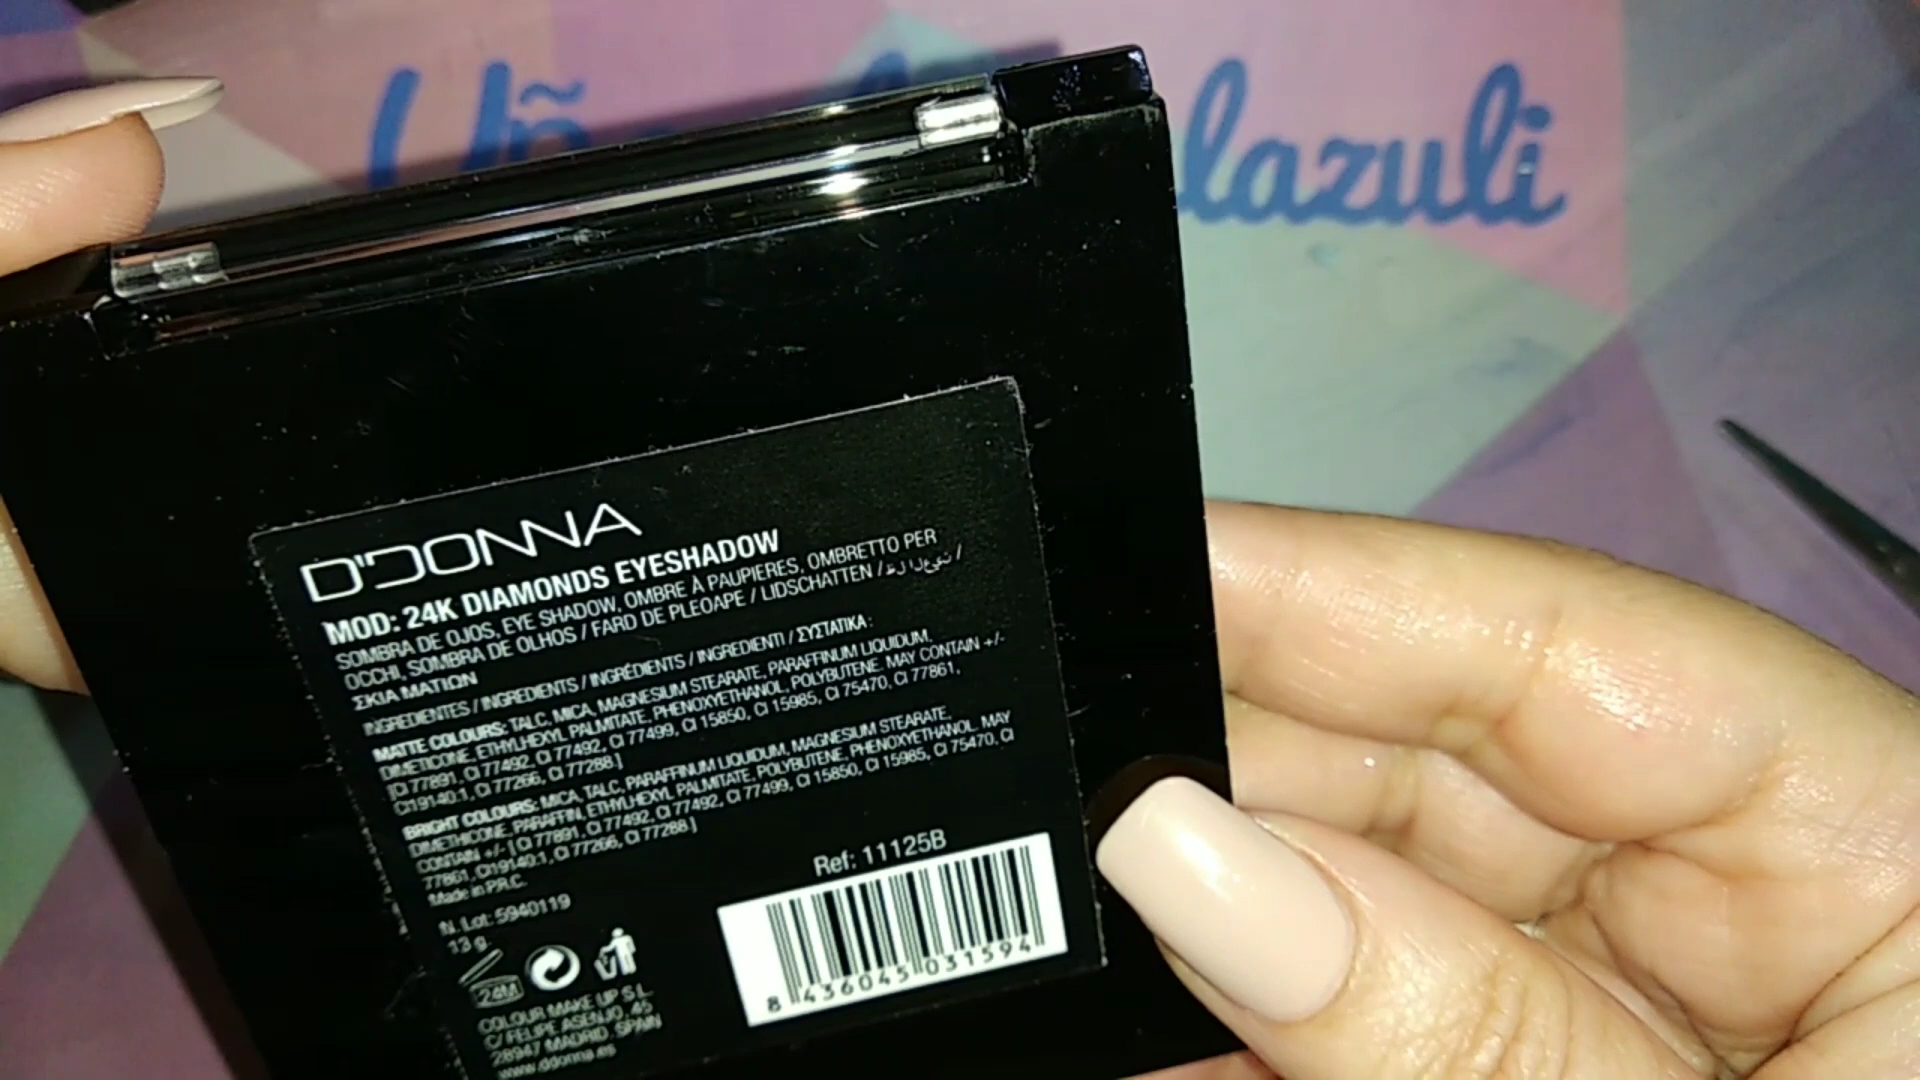 Uñ lazuli
D'DONNA
MOD: 24K DIAMONDS EYESHADOW
SOMBRA DE OJOS, EYE SHADOW, OMBRE À PAUPIERES, OMBRETTO PER
OCCHI, SOMBRA DE OLHOS / FARD DE PLEOAPE / LIDSCHATTEN / ظل العيون /
ΣΚΙΑ ΜΑΤΙΩΝ
INGREDIENTES / INGREDIENTS / INGRÉDIENTS / INGREDIENTI / ΣΥΣΤΑΤΙΚΑ:
MATTE COLOURS: TALC, MICA, MAGNESIUM STEARATE, PARAFFINUM LIQUIDUM,
DIMETICONE, ETHYLHEXYL PALMITATE, PHENOXYETHANOL, POLYBUTENE. MAY CONTAIN +/-
[CI 77891, CI 77492, CI 77499, CI 15850, CI 15985, CI 75470, CI 77861,
CI19140:1, CI 77266, CI 77288.]
BRIGHT COLOURS: MICA, TALC, PARAFFINUM LIQUIDUM, MAGNESIUM STEARATE,
DIMETHICONE, PARAFFIN, ETHYLHEXYL PALMITATE, POLYBUTENE, PHENOXYETHANOL. MAY
CONTAIN +/- [ CI 77891, CI 77492, CI 77499, CI 15850, CI 15985, CI 75470, CI
77861, CI19140:1, CI 77266, CI 77288.]
Made in P.R.C.
N. Lot: 5940119
13 g.
Ref: 11125B
24M
8 436045 031594
COLOUR MAKE UP S.L.
C/ FELIPE ASENJO, 45
28947 MADRID. SPAIN
www.ddonna.es